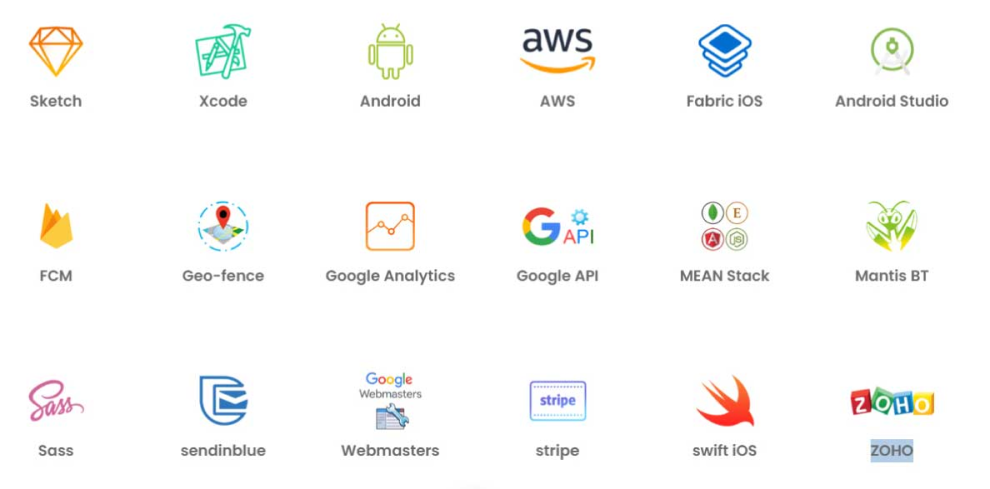 aws
Sketch
Xcode
Android
AWS
Fabric iOS
Android Studio
G API
E
JS
FCM
Geo-fence
Google Analytics
Google API
MEAN Stack
Mantis BT
Sass
Google
Webmasters
stripe
ZOHO
Sass
sendinblue
Webmasters
stripe
swift iOS
ZOHO